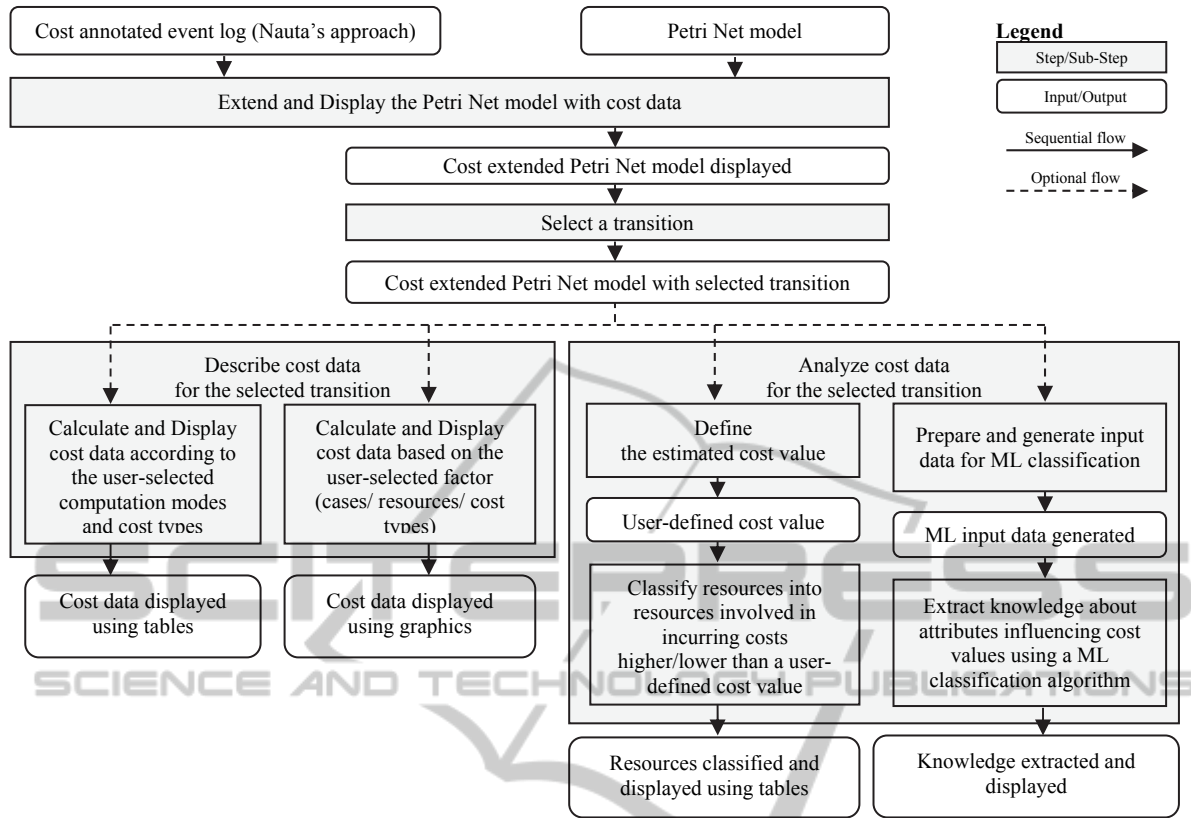 Cost annotated event log (Nauta's approach)
Petri Net model
Legend
Step/Sub-Step
Input/Output
Sequential flow
Optional flow
Extend and Display the Petri Net model with cost data
Cost extended Petri Net model displayed
Select a transition
Cost extended Petri Net model with selected transition
Describe cost data
for the selected transition
Calculate and Display
cost data according to
the user-selected
computation modes
and cost types
Calculate and Display
cost data based on the
user-selected factor
(cases/ resources/ cost
types)
Cost data displayed
using tables
Cost data displayed
using graphics
Analyze cost data
for the selected transition
Define
the estimated cost value
User-defined cost value
Classify resources into
resources involved in
incurring costs
higher/lower than a user-
defined cost value
Resources classified and
displayed using tables
Prepare and generate input
data for ML classification
ML input data generated
Extract knowledge about
attributes influencing cost
values using a ML
classification algorithm
Knowledge extracted and
displayed
SCITEPRESS
SCIENCE AND TECHNOLOGY PUBLICATIONS